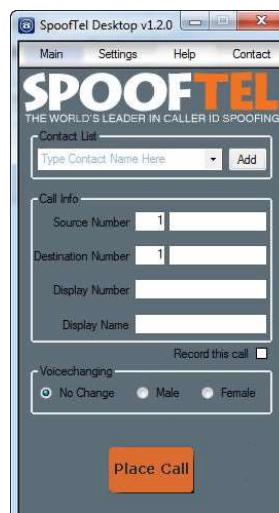 SpoofTel Desktop v1.2.0
Main Settings Help Contact
SPOOFTEL
THE WORLD'S LEADER IN CALLER ID SPOOFING
Contact List
Type Contact Name Here Add
Call Info
Source Number 1
Destination Number 1
Display Number
Display Name
Record this call
Voicechanging
No Change Male Female
Place Call